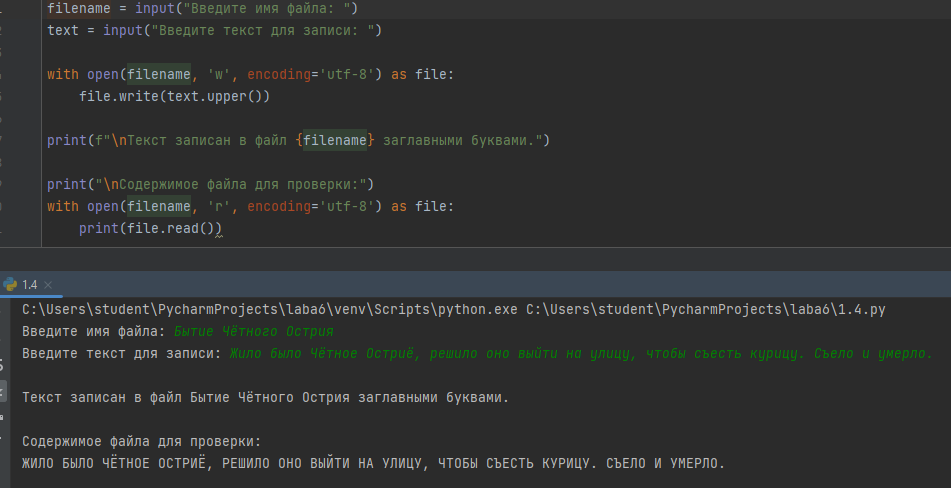 filename = input("Введите имя файла: ")
text = input("Введите текст для записи: ")
with open(filename, 'w', encoding='utf-8') as file:
file.write(text.upper())
print(f"\nТекст записан в файл {filename} заглавными буквами.")
print("\nСодержимое файла для проверки:")
with open(filename, 'r', encoding='utf-8') as file:
print(file.read())
1.4
C:\Users\student\PycharmProjects\laba6\venv\Scripts\python.exe C:\Users\student\PycharmProjects\laba6\1.4.py
Введите имя файла: Бытие Чётного Острия
Введите текст для записи: Жило было Чётное Остриё, решило оно выйти на улицу, чтобы съесть курицу. Съело и умерло.
Текст записан в файл Бытие Чётного Острия заглавными буквами.
Содержимое файла для проверки:
ЖИЛО БЫЛО ЧЁТНОЕ ОСТРИЁ, РЕШИЛО ОНО ВЫЙТИ НА УЛИЦУ, ЧТОБЫ СЪЕСТЬ КУРИЦУ. СЪЕЛО И УМЕРЛО.